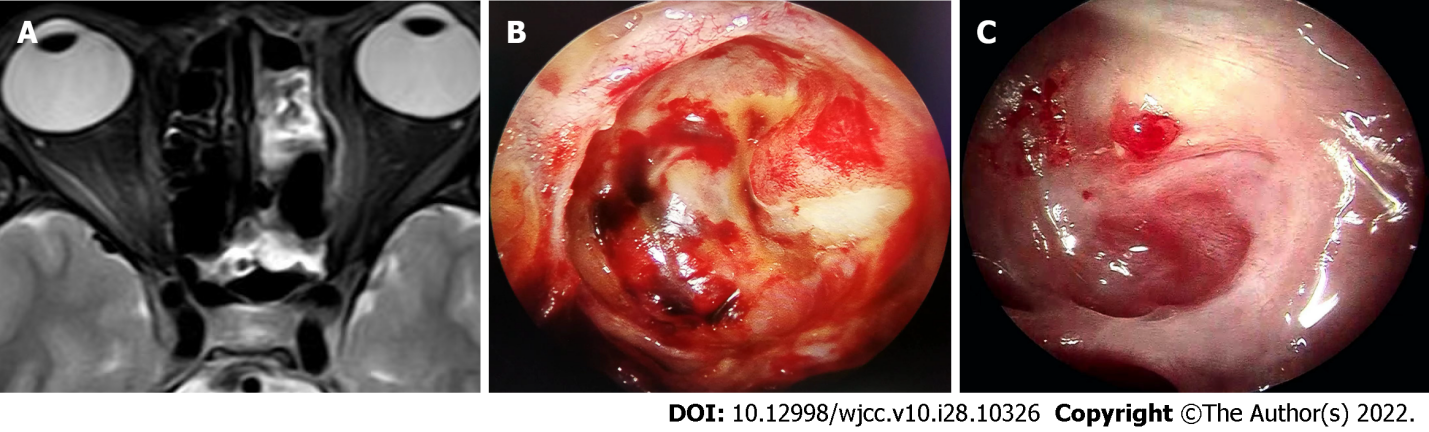 A
B
C
DOI: 10.12998/wjcc.v10.i28.10326 Copyright ©The Author(s) 2022.